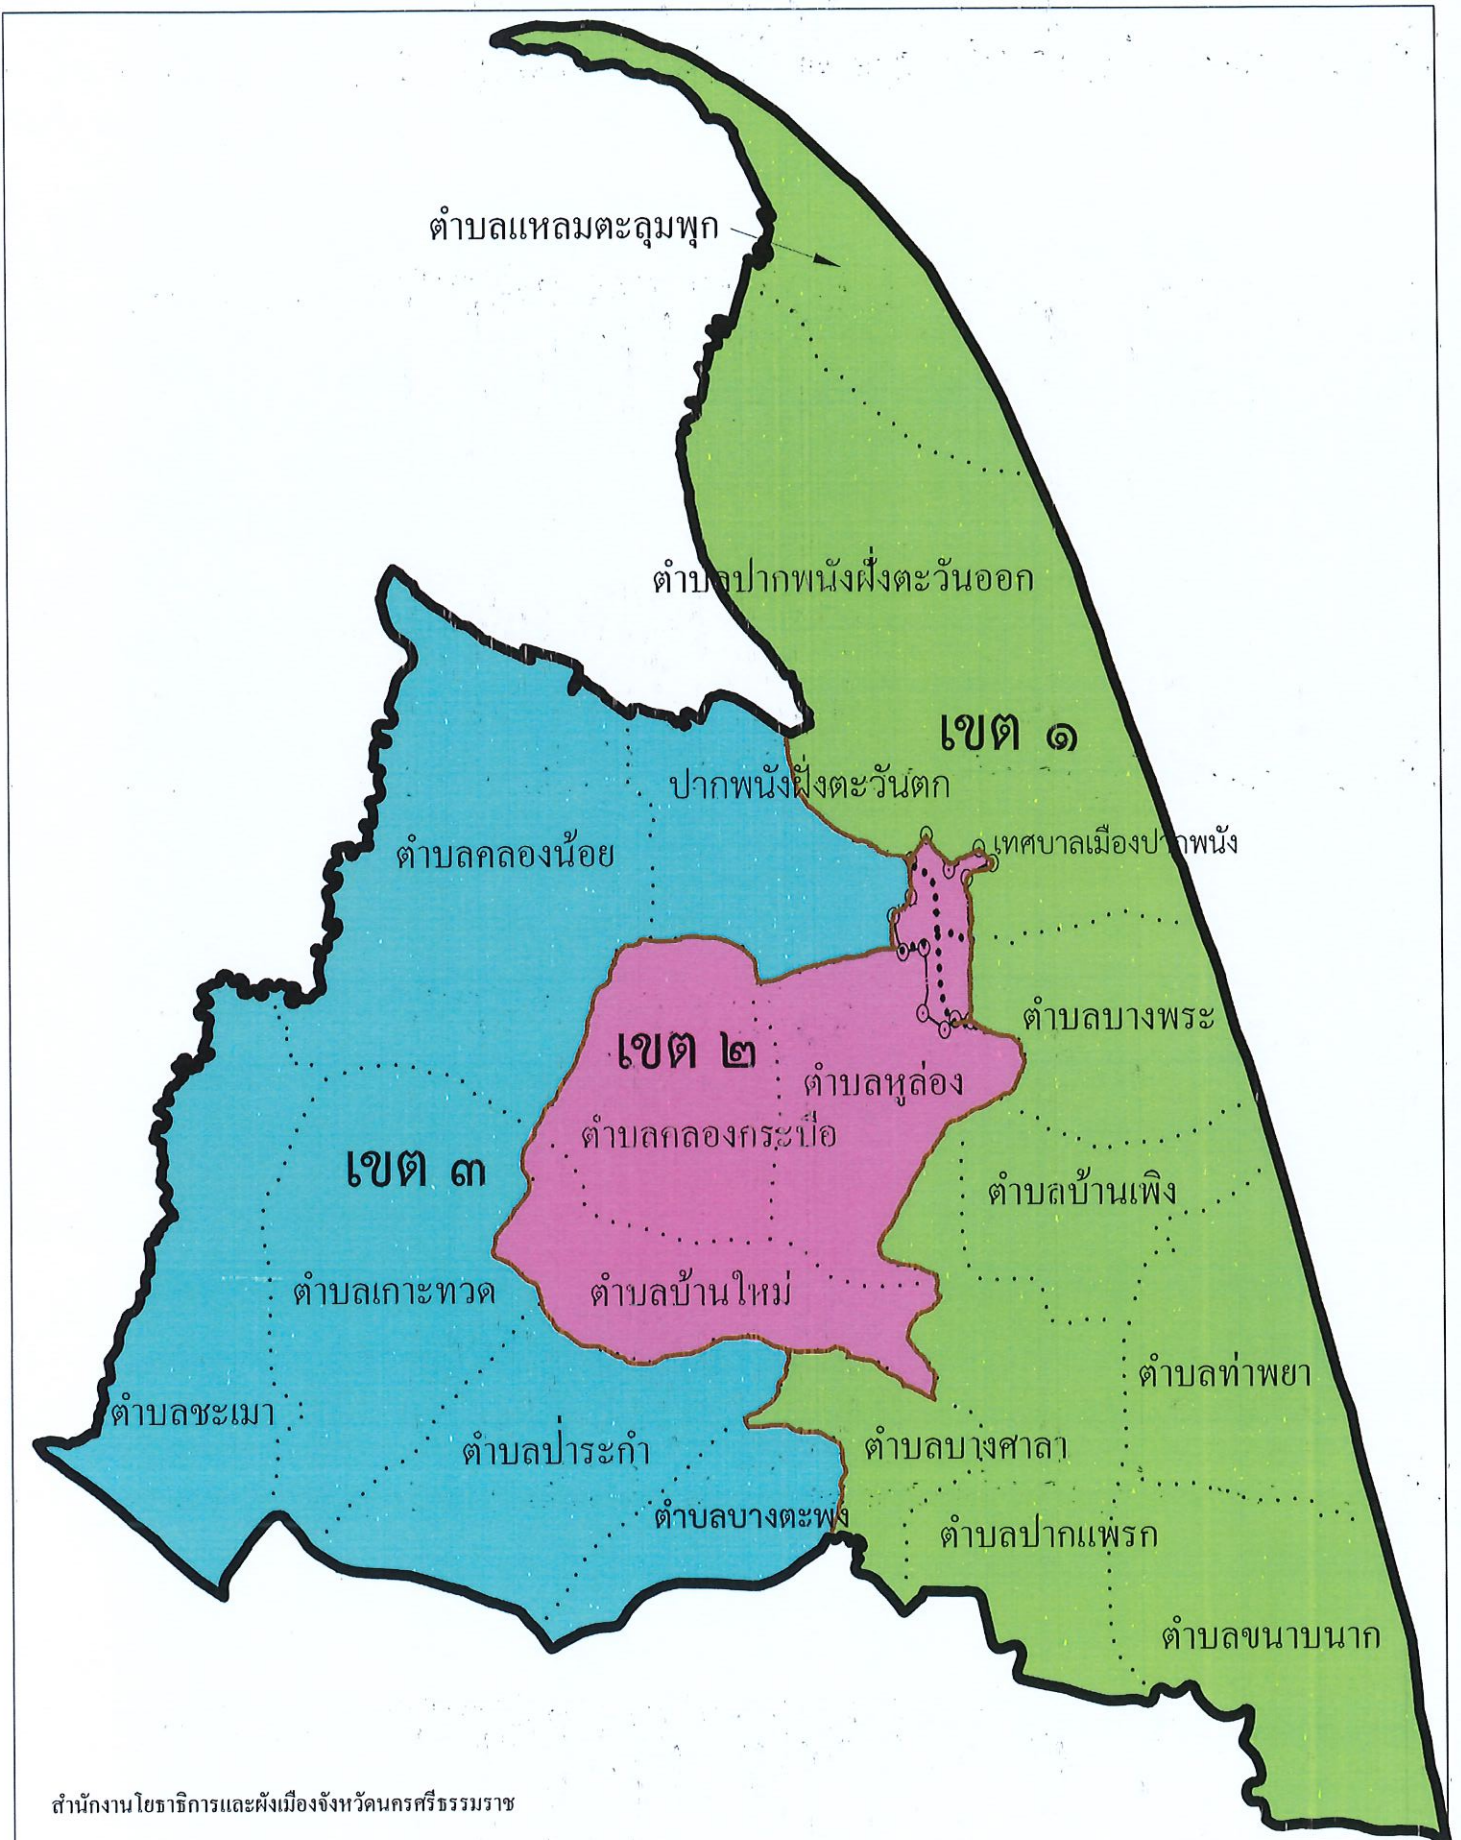 ตำบลแหลมตะลุมพุก
ตำบลปากพนังฝั่งตะวันออก
เขต ๑
ปากพนังฝั่งตะวันตก
เทศบาลเมืองปากพนัง
ตำบลคลองน้อย
ตำบลบางพระ
เขต ๒
ตำบลหูล่อง
ตำบลคลองกระบือ
เขต ๓
ตำบลบ้านเพิง
ตำบลเกาะทวด
ตำบลบ้านใหม่
ตำบลท่าพยา
ตำบลชะเมา
ตำบลป่าระกำ
ตำบลบางศาลา
ตำบลบางตะพง
ตำบลปากแพรก
ตำบลขนาบนาก
สำนักงานโยธาธิการและผังเมืองจังหวัดนครศรีธรรมราช